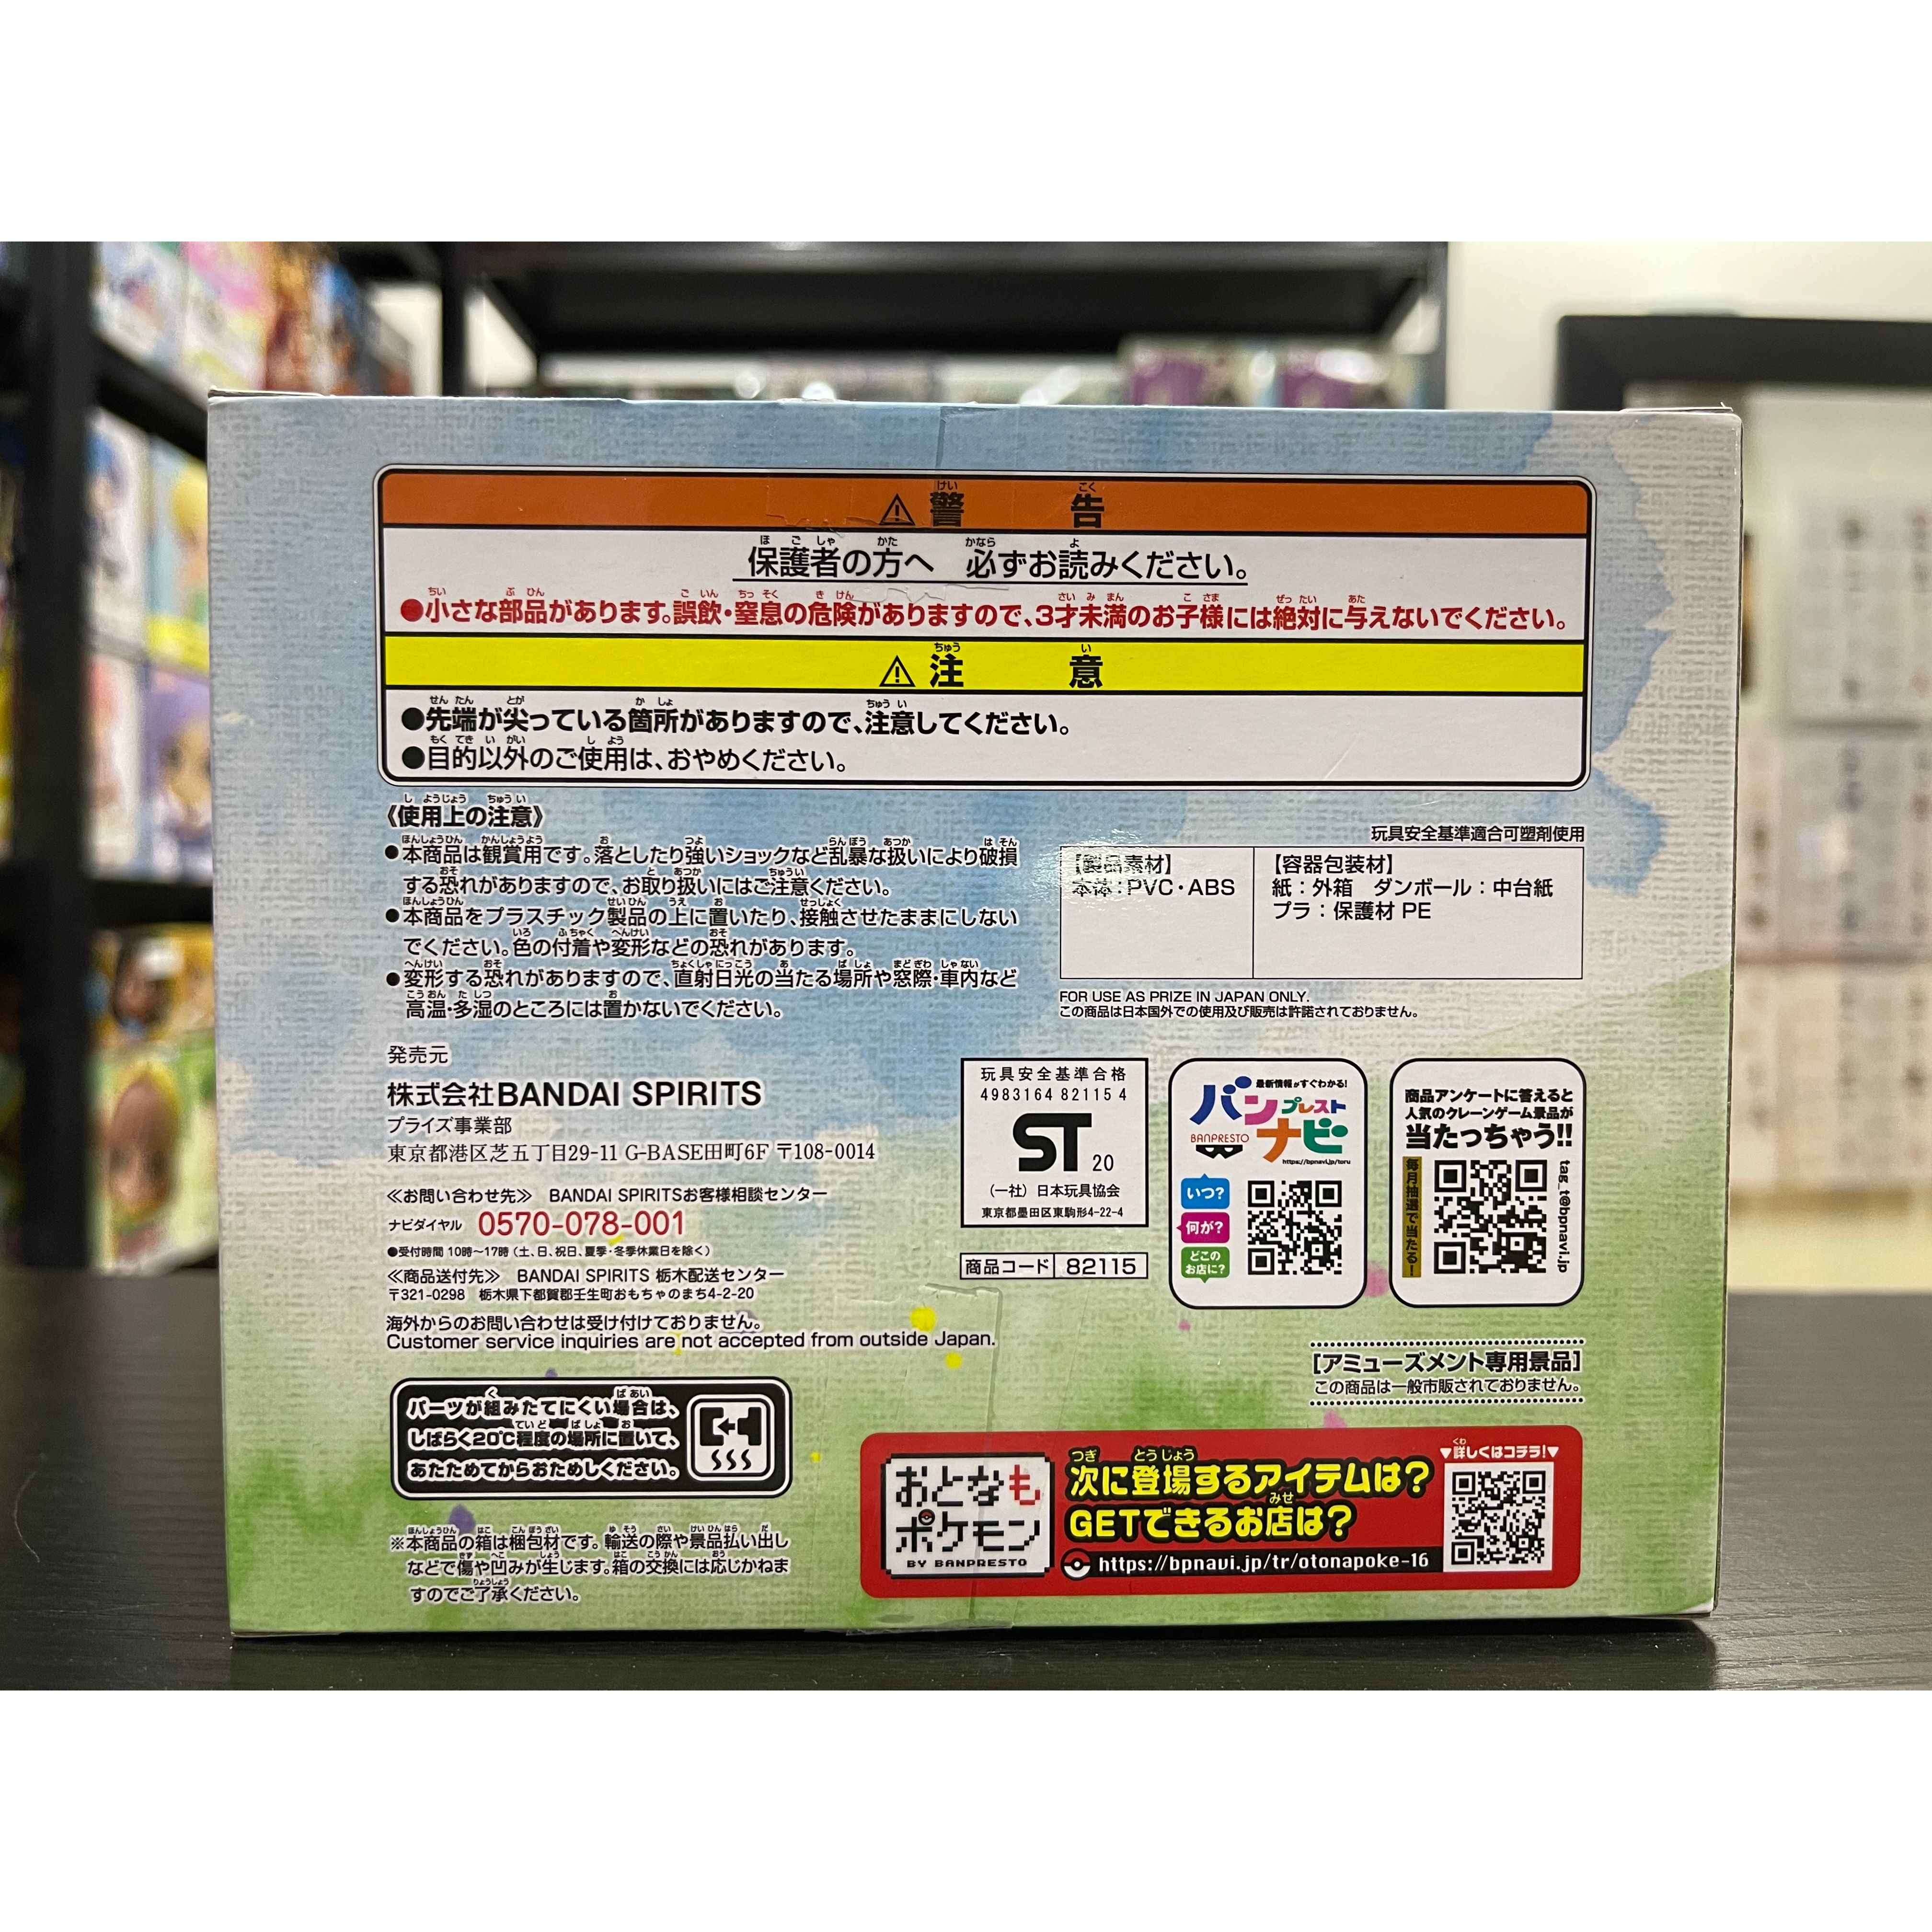 ⚠警告
保護者の方へ 必ずお読みください。
●小さな部品があります。誤飲・窒息の危険がありますので、3才未満のお子様には絶対に与えないでください。
⚠注意
●先端が尖っている箇所がありますので、注意してください。
●目的以外のご使用は、おやめください。
《使用上の注意》
●本商品は観賞用です。落としたり強いショックなど乱暴な扱いにより破損
する恐れがありますので、お取り扱いにはご注意ください。
●本商品をプラスチック製品の上に置いたり、接触させたままにしない
でください。色の付着や変形などの恐れがあります。
●変形する恐れがありますので、直射日光の当たる場所や窓際・車内など
高温・多湿のところには置かないでください。
玩具安全基準適合可塑剤使用
【製品素材】
本体：PVC・ABS
【容器包装材】
紙：外箱 ダンボール：中台紙
プラ：保護材 PE
FOR USE AS PRIZE IN JAPAN ONLY.
この商品は日本国外での使用及び販売は許諾されておりません。
発売元
株式会社BANDAI SPIRITS
プライズ事業部
東京都港区芝五丁目29-11 G-BASE田町6F 〒108-0014
≪お問い合わせ先≫ BANDAI SPIRITSお客様相談センター
ナビダイヤル 0570-078-001
●受付時間 10時～17時（土、日、祝日、夏季・冬季休業日を除く）
≪商品送付先≫ BANDAI SPIRITS 栃木配送センター
〒321-0298 栃木県下都賀郡壬生町おもちゃのまち4-2-20
海外からのお問い合わせは受け付けておりません。
Customer service inquiries are not accepted from outside Japan.
玩具安全基準合格
4983164 82115 4
ST 20
（一社）日本玩具協会
東京都墨田区東駒形4-22-4
商品コード 82115
最新情報がすぐわかる!
バンプレストナビ
BANPRESTO
https://bpnavi.jp/toru
いつ?
何が?
どこの
お店に?
商品アンケートに答えると
人気のクレーンゲーム景品が
当たっちゃう!!
毎月抽選で当たる!
tag_t@bpnavi.jp
[アミューズメント専用景品]
この商品は一般市販されておりません。
パーツが組みたてにくい場合は、
しばらく20℃程度の場所に置いて、
あたためてからおためしください。
※本商品の箱は梱包材です。輸送の際や景品払い出し
などで傷や凹みが生じます。箱の交換には応じかねま
すのでご了承ください。
おとなも
ポケモン
BY BANPRESTO
次に登場するアイテムは?
GETできるお店は?
https://bpnavi.jp/tr/otonapoke-16
▼詳しくはコチラ!▼